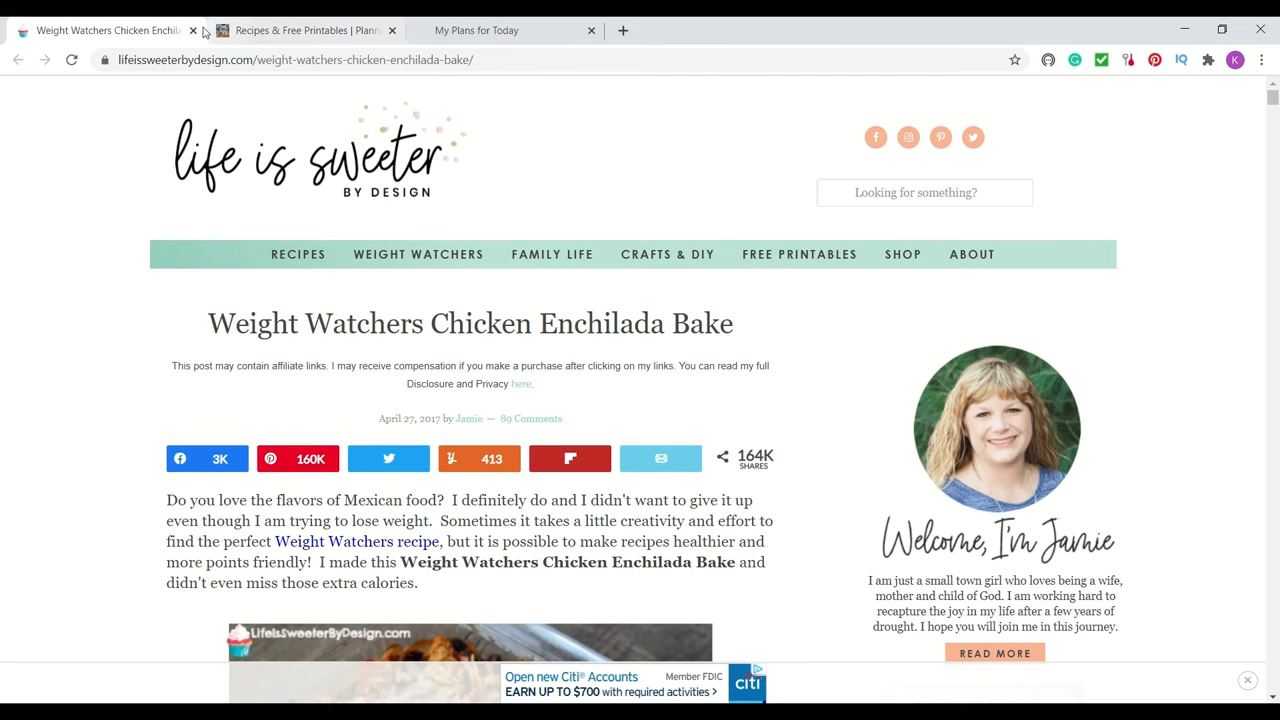 Weight Watchers Chicken Enchil
Recipes & Free Printables | Plann
My Plans for Today
lifeissweeterbydesign.com/weight-watchers-chicken-enchilada-bake/
K
life is sweeter
BY DESIGN
Looking for something?
RECIPES WEIGHT WATCHERS FAMILY LIFE CRAFTS & DIY FREE PRINTABLES SHOP ABOUT
Weight Watchers Chicken Enchilada Bake
This post may contain affiliate links. I may receive compensation if you make a purchase after clicking on my links. You can read my full
Disclosure and Privacy here.
April 27, 2017 by Jamie — 89 Comments
3K
160K
413
164K
SHARES
Do you love the flavors of Mexican food? I definitely do and I didn't want to give it up
even though I am trying to lose weight. Sometimes it takes a little creativity and effort to
find the perfect Weight Watchers recipe, but it is possible to make recipes healthier and
more points friendly! I made this Weight Watchers Chicken Enchilada Bake and
didn't even miss those extra calories.
LifeIsSweeterByDesign.com
Welcome, I'm Jamie
I am just a small town girl who loves being a wife,
mother and child of God. I am working hard to
recapture the joy in my life after a few years of
drought. I hope you will join me in this journey.
READ MORE
Open new Citi® Accounts
Member FDIC
EARN UP TO $700 with required activities >
citi